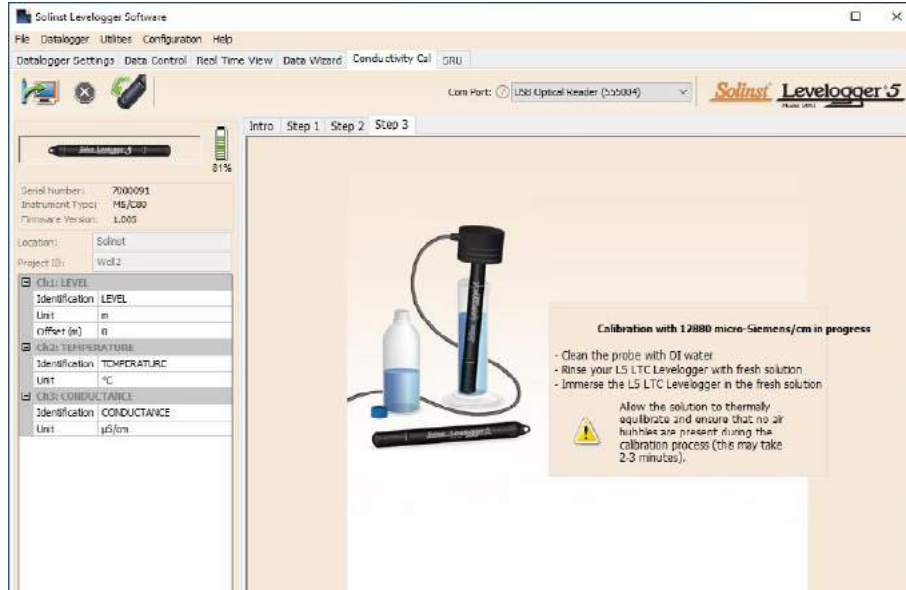 Solinst Levelogger Software
File Datalogger Utilities Configuration Help
Datalogger Settings Data Control Real Time View Data Wizard Conductivity Cal GRU
Com Port: USB Optical Reader (555004)
Solinst Levelogger 5
Intro Step 1 Step 2 Step 3
81%
Serial Number: 7000091
Instrument Type: M5/C80
Firmware Version: 1.005
Location: Solinst
Project ID: Well 2
Ch1: LEVEL
Identification LEVEL
Unit m
Offset (m) 0
Ch2: TEMPERATURE
Identification TEMPERATURE
Unit °C
Ch3: CONDUCTANCE
Identification CONDUCTANCE
Unit µS/cm
Calibration with 12880 micro-Siemens/cm in progress
- Clean the probe with DI water
- Rinse your L5 LTC Levelogger with fresh solution
- Immerse the L5 LTC Levelogger in the fresh solution
Allow the solution to thermaly
equilibrate and ensure that no air
bubbles are present during the
calibration process (this may take
2-3 minutes).